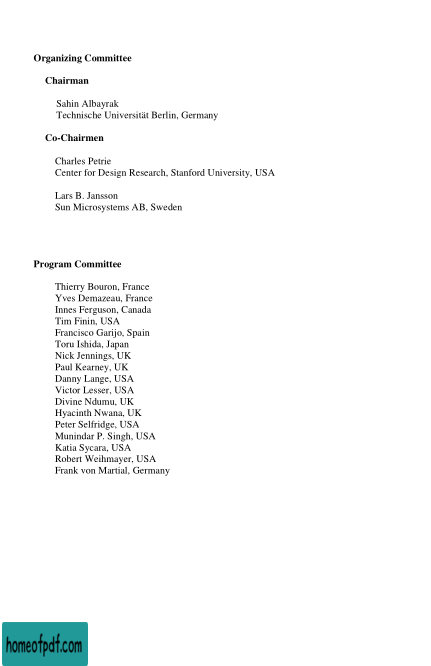 Organizing Committee
Chairman
Sahin Albayrak
Technische Universität Berlin, Germany
Co-Chairmen
Charles Petrie
Center for Design Research, Stanford University, USA
Lars B. Jansson
Sun Microsystems AB, Sweden
Program Committee
Thierry Bouron, France
Yves Demazeau, France
Innes Ferguson, Canada
Tim Finin, USA
Francisco Garijo, Spain
Toru Ishida, Japan
Nick Jennings, UK
Paul Kearney, UK
Danny Lange, USA
Victor Lesser, USA
Divine Ndumu, UK
Hyacinth Nwana, UK
Peter Selfridge, USA
Munindar P. Singh, USA
Katia Sycara, USA
Robert Weihmayer, USA
Frank von Martial, Germany
homeofpdf.com